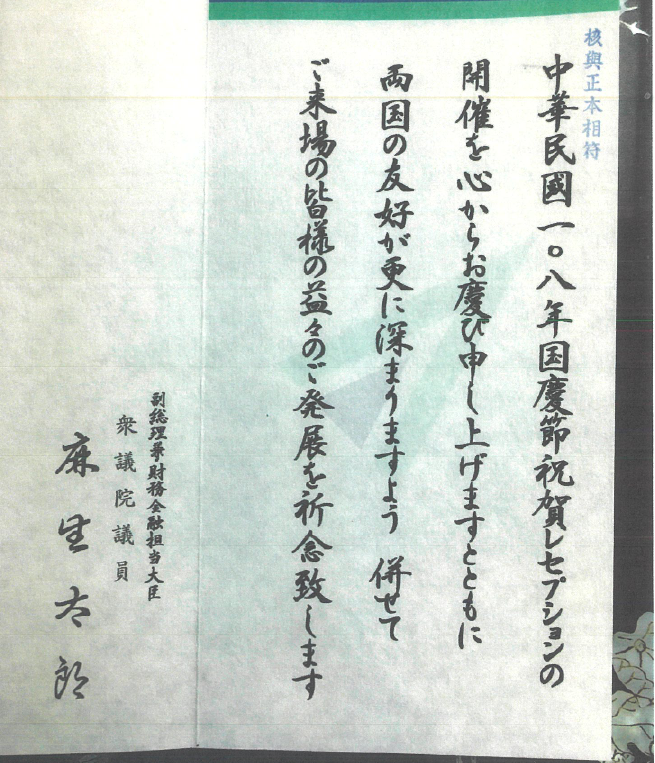 核與正本相符
中華民國一〇八年国慶節祝賀レセプションの
開催を心からお慶び申し上げますとともに
両国の友好が更に深まりますよう 併せて
ご来場の皆様の益々のご発展を祈念致します
副総理兼財務金融担当大臣
衆議院議員
麻生太郎